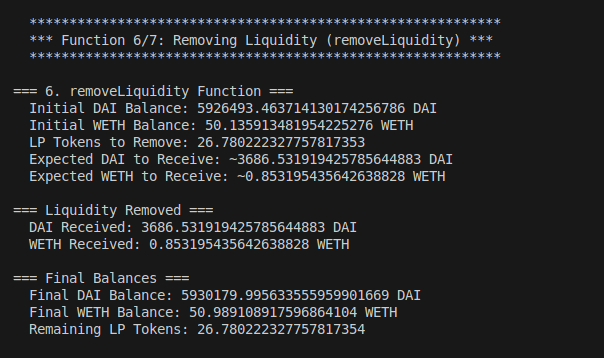 ************************************************************
*** Function 6/7: Removing Liquidity (removeLiquidity) ***
************************************************************
=== 6. removeLiquidity Function ===
Initial DAI Balance: 5926493.463714130174256786 DAI
Initial WETH Balance: 50.135913481954225276 WETH
LP Tokens to Remove: 26.780222327757817353
Expected DAI to Receive: ~3686.531919425785644883 DAI
Expected WETH to Receive: ~0.853195435642638828 WETH
=== Liquidity Removed ===
DAI Received: 3686.531919425785644883 DAI
WETH Received: 0.853195435642638828 WETH
=== Final Balances ===
Final DAI Balance: 5930179.995633555959901669 DAI
Final WETH Balance: 50.989108917596864104 WETH
Remaining LP Tokens: 26.780222327757817354